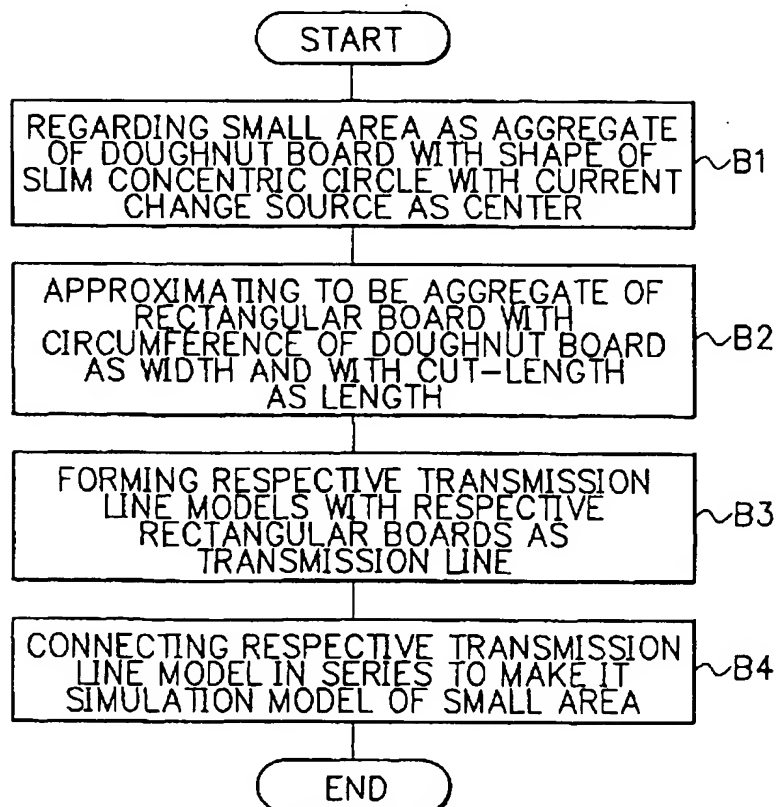 START
REGARDING SMALL AREA AS AGGREGATE
OF DOUGHNUT BOARD WITH SHAPE OF
SLIM CONCENTRIC CIRCLE WITH CURRENT
CHANGE SOURCE AS CENTER
B1
APPROXIMATING TO BE AGGREGATE OF
RECTANGULAR BOARD WITH
CIRCUMFERENCE OF DOUGHNUT BOARD
AS WIDTH AND WITH CUT-LENGTH
AS LENGTH
B2
FORMING RESPECTIVE TRANSMISSION
LINE MODELS WITH RESPECTIVE
RECTANGULAR BOARDS AS
TRANSMISSION LINE
B3
CONNECTING RESPECTIVE TRANSMISSION
LINE MODEL IN SERIES TO MAKE IT
SIMULATION MODEL OF SMALL AREA
B4
END